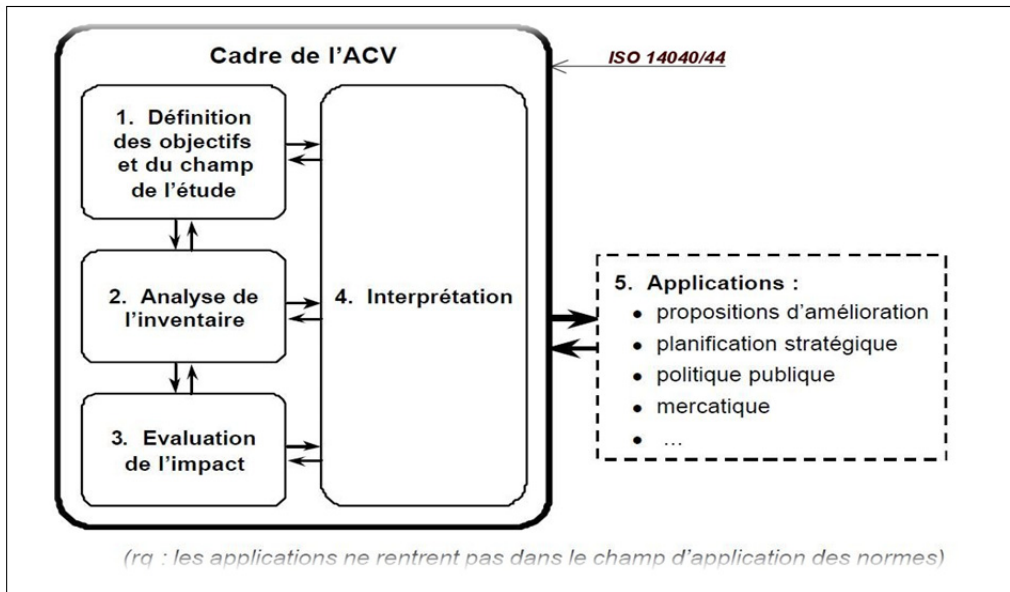 Cadre de l'ACV
ISO 14040/44
1. Définition
des objectifs
et du champ
de l'étude
2. Analyse de
l'inventaire
3. Evaluation
de l'impact
4. Interprétation
5. Applications :
• propositions d'amélioration
• planification stratégique
• politique publique
• mercatique
• ...
(rq : les applications ne rentrent pas dans le champ d'application des normes)